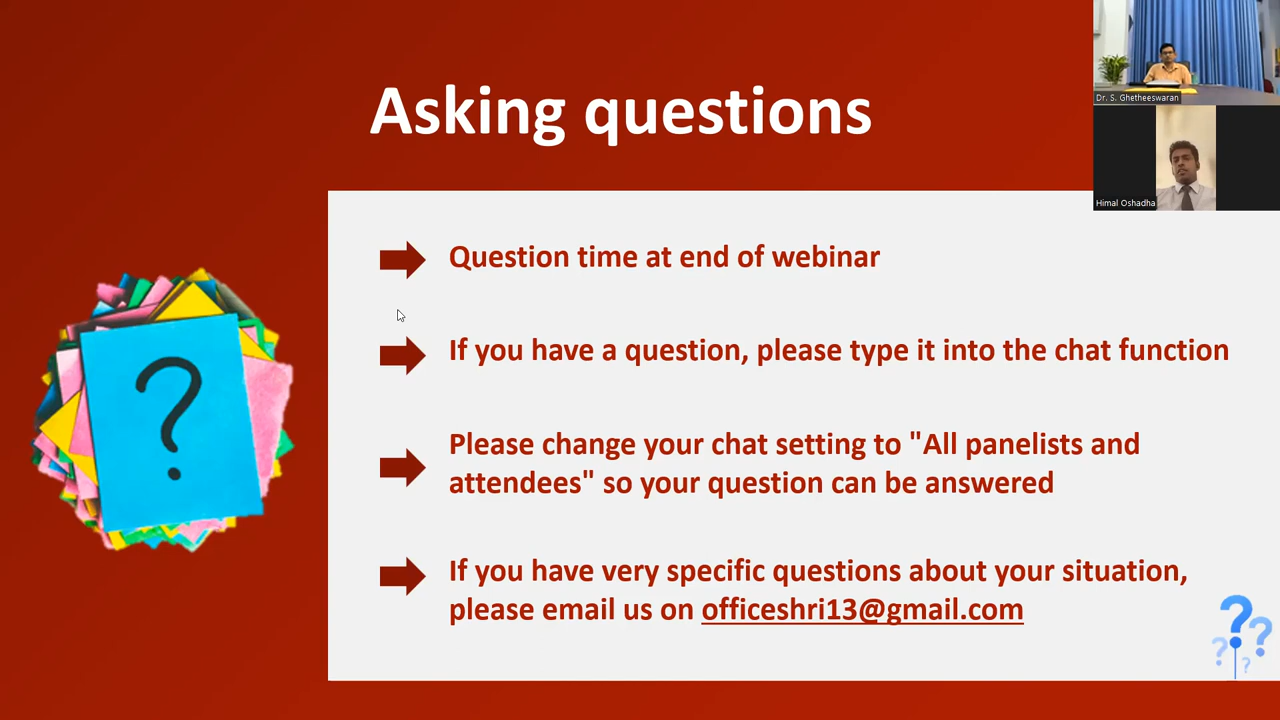 Asking questions
Dr. S. Ghetheeswaran
Himal Oshadha
Question time at end of webinar
If you have a question, please type it into the chat function
Please change your chat setting to "All panelists and
attendees" so your question can be answered
If you have very specific questions about your situation,
please email us on officeshri13@gmail.com
?
? ? ? ?